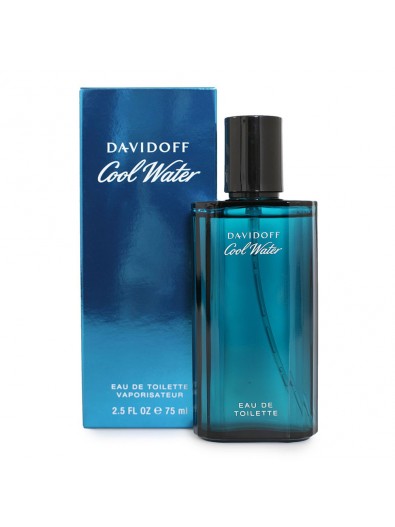 DAVIDOFF
Cool Water
EAU DE TOILETTE
VAPORISATEUR
2.5 FL OZ e 75 ml
DAVIDOFF
Cool Water
EAU DE
TOILETTE